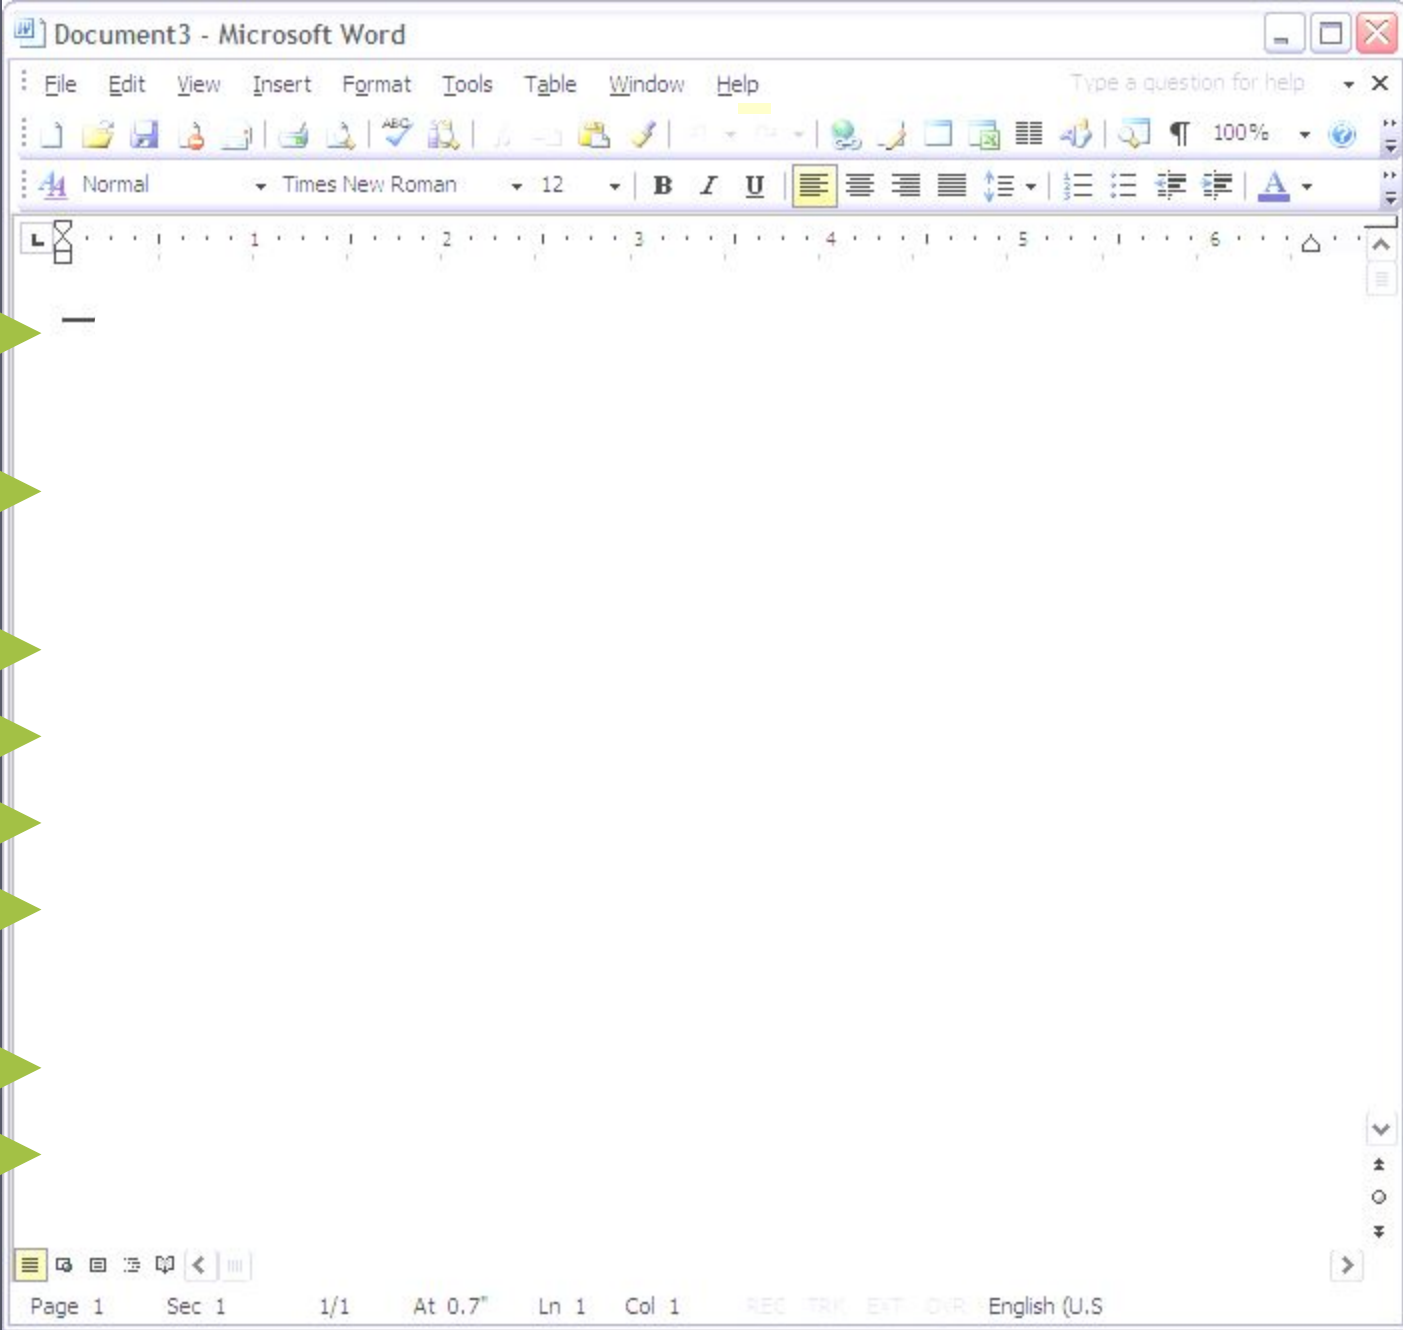 Document3 - Microsoft Word
File Edit View Insert Format Tools Table Window Help Type a question for help
ABC 100%
Normal Times New Roman 12 B I U A
1 2 3 4 5 6
Page 1 Sec 1 1/1 At 0.7" Ln 1 Col 1 REC TRK EXT OVR English (U.S